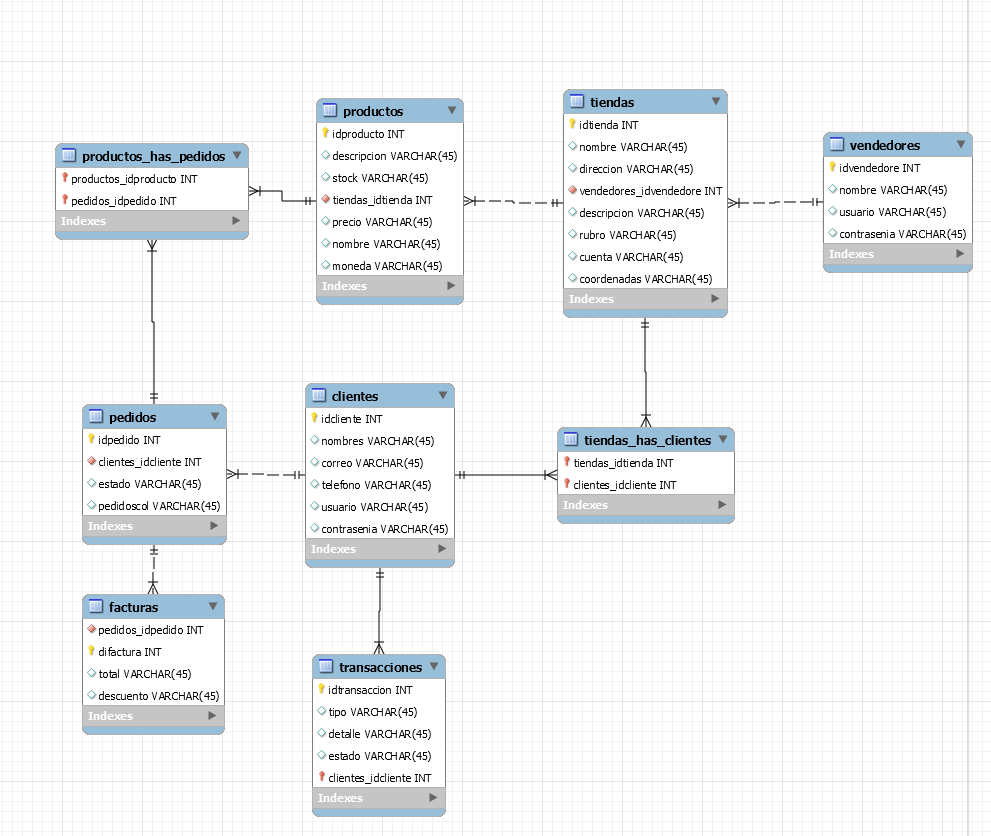 productos_has_pedidos
productos_idproducto INT
pedidos_idpedido INT
Indexes
productos
idproducto INT
descripcion VARCHAR(45)
stock VARCHAR(45)
tiendas_idtienda INT
precio VARCHAR(45)
nombre VARCHAR(45)
moneda VARCHAR(45)
Indexes
tiendas
idtienda INT
nombre VARCHAR(45)
direccion VARCHAR(45)
vendedores_idvendedore INT
descripcion VARCHAR(45)
rubro VARCHAR(45)
cuenta VARCHAR(45)
coordenadas VARCHAR(45)
Indexes
vendedores
idvendedore INT
nombre VARCHAR(45)
usuario VARCHAR(45)
contrasenia VARCHAR(45)
Indexes
pedidos
idpedido INT
clientes_idcliente INT
estado VARCHAR(45)
pedidoscol VARCHAR(45)
Indexes
clientes
idcliente INT
nombres VARCHAR(45)
correo VARCHAR(45)
telefono VARCHAR(45)
usuario VARCHAR(45)
contrasenia VARCHAR(45)
Indexes
tiendas_has_clientes
tiendas_idtienda INT
clientes_idcliente INT
Indexes
facturas
pedidos_idpedido INT
difactura INT
total VARCHAR(45)
descuento VARCHAR(45)
Indexes
transacciones
idtransaccion INT
tipo VARCHAR(45)
detalle VARCHAR(45)
estado VARCHAR(45)
clientes_idcliente INT
Indexes